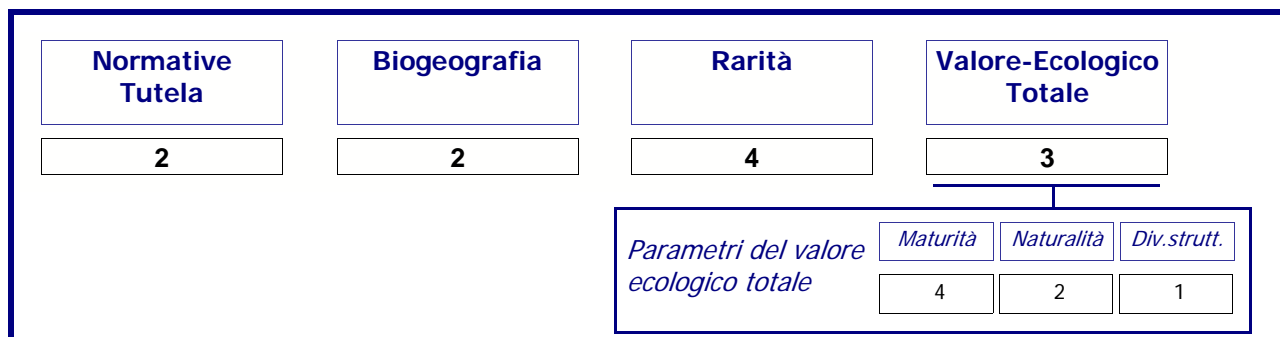 Normative
Tutela
Biogeografia
Rarità
Valore-Ecologico
Totale
2
2
4
3
Parametri del valore
ecologico totale
Maturità
Naturalità
Div.strutt.
4
2
1